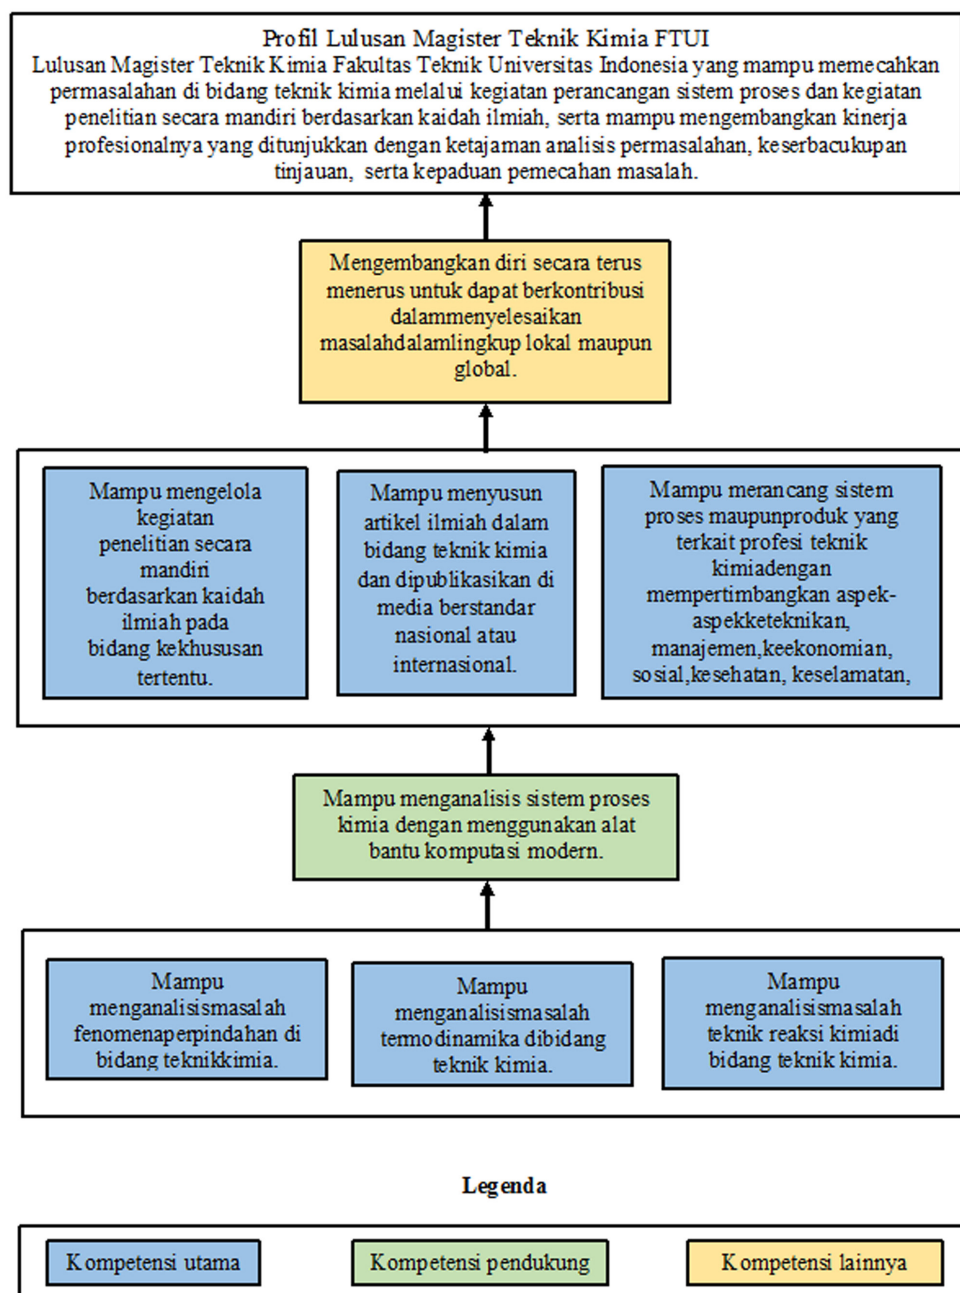 Profil Lulusan Magister Teknik Kimia FTUI
Lulusan Magister Teknik Kimia Fakultas Teknik Universitas Indonesia yang mampu memecahkan
permasalahan di bidang teknik kimia melalui kegiatan perancangan sistem proses dan kegiatan
penelitian secara mandiri berdasarkan kaidah ilmiah, serta mampu mengembangkan kinerja
profesionalnya yang ditunjukkan dengan ketajaman analisis permasalahan, keserbacukupan
tinjauan, serta kepaduan pemecahan masalah.
Mengembangkan diri secara terus
menerus untuk dapat berkontribusi
dalammenyelesaikan
masalahdalamlingkup lokal maupun
global.
Mampu mengelola
kegiatan
penelitian secara
mandiri
berdasarkan kaidah
ilmiah pada
bidang kekhususan
tertentu.
Mampu menyusun
artikel ilmiah dalam
bidang teknik kimia
dan dipublikasikan di
media berstandar
nasional atau
internasional.
Mampu merancang sistem
proses maupunproduk yang
terkait profesi teknik
kimiadengan
mempertimbangkan aspek-
aspekketeknikan,
manajemen,keekonomian,
sosial,kesehatan, keselamatan,
Mampu menganalisis sistem proses
kimia dengan menggunakan alat
bantu komputasi modern.
Mampu
menganalisismasalah
fenomenaperpindahan di
bidang teknikkimia.
Mampu
menganalisismasalah
termodinamika dibidang
teknik kimia.
Mampu
menganalisismasalah
teknik reaksi kimiadi
bidang teknik kimia.
Legenda
Kompetensi utama
Kompetensi pendukung
Kompetensi lainnya